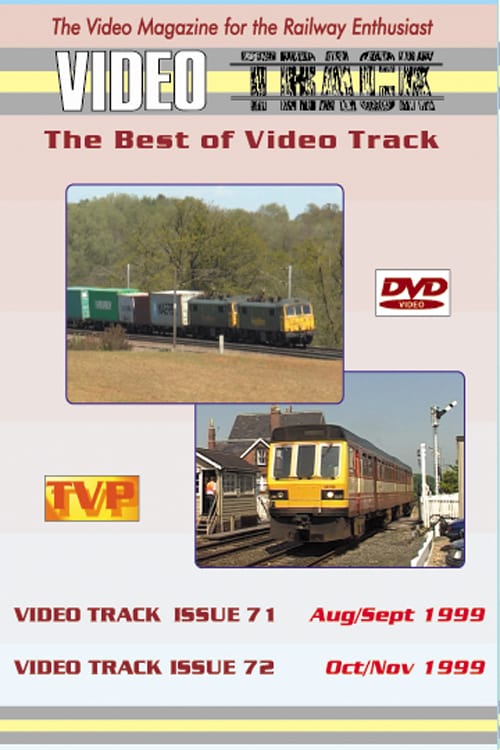 The Video Magazine for the Railway Enthusiast
VIDEO TRACK
The Best of Video Track
DVD
VIDEO
TVP
VIDEO TRACK ISSUE 71 Aug/Sept 1999
VIDEO TRACK ISSUE 72 Oct/Nov 1999